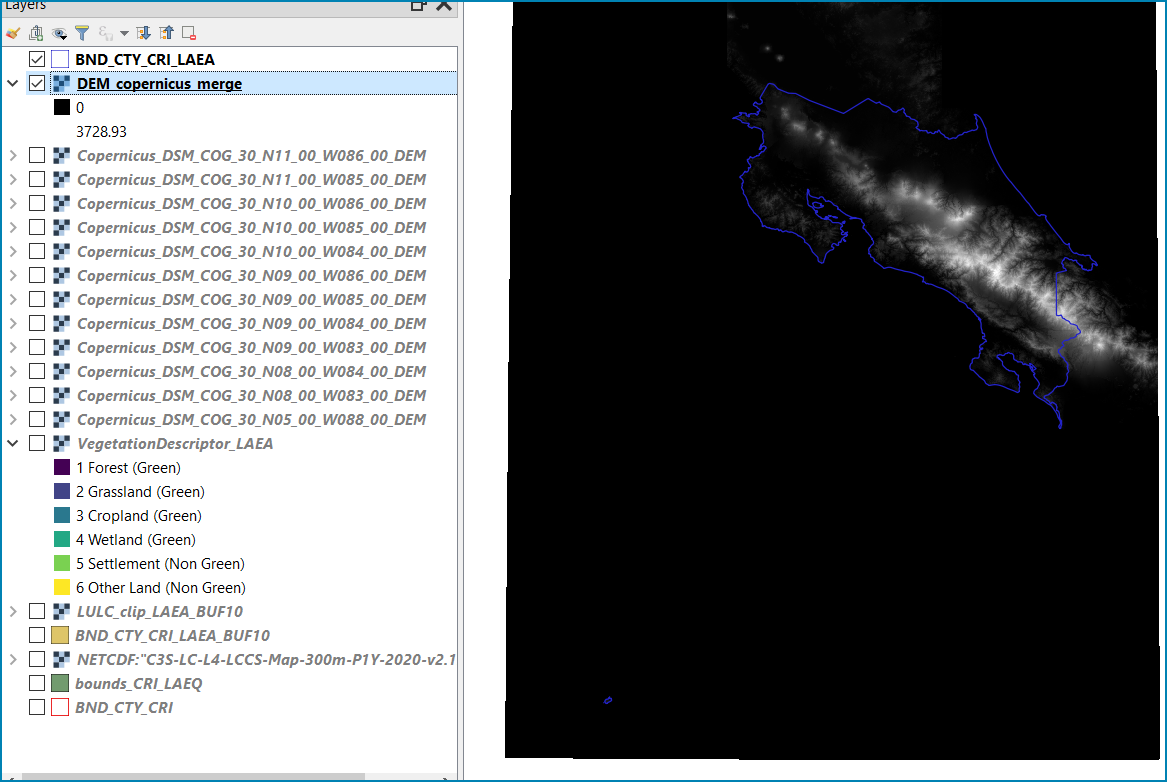 Layers
BND_CTY_CRI_LAEA
DEM_copernicus_merge
0
3728.93
Copernicus_DSM_COG_30_N11_00_W086_00_DEM
Copernicus_DSM_COG_30_N11_00_W085_00_DEM
Copernicus_DSM_COG_30_N10_00_W086_00_DEM
Copernicus_DSM_COG_30_N10_00_W085_00_DEM
Copernicus_DSM_COG_30_N10_00_W084_00_DEM
Copernicus_DSM_COG_30_N09_00_W086_00_DEM
Copernicus_DSM_COG_30_N09_00_W085_00_DEM
Copernicus_DSM_COG_30_N09_00_W084_00_DEM
Copernicus_DSM_COG_30_N09_00_W083_00_DEM
Copernicus_DSM_COG_30_N08_00_W084_00_DEM
Copernicus_DSM_COG_30_N08_00_W083_00_DEM
Copernicus_DSM_COG_30_N05_00_W088_00_DEM
VegetationDescriptor_LAEA
1 Forest (Green)
2 Grassland (Green)
3 Cropland (Green)
4 Wetland (Green)
5 Settlement (Non Green)
6 Other Land (Non Green)
LULC_clip_LAEA_BUF10
BND_CTY_CRI_LAEA_BUF10
NETCDF:"C3S-LC-L4-LCCS-Map-300m-P1Y-2020-v2.1
bounds_CRI_LAEQ
BND_CTY_CRI